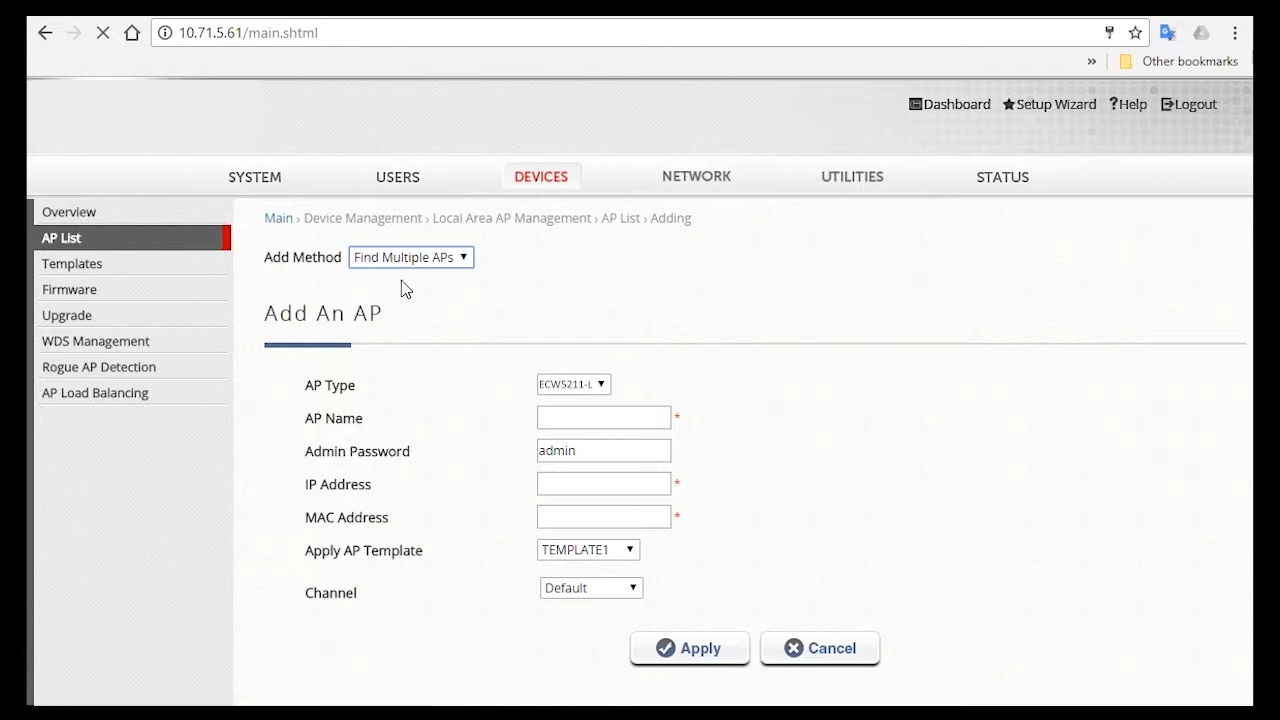 10.71.5.61/main.shtml
» Other bookmarks
Dashboard Setup Wizard ?Help Logout
SYSTEM USERS DEVICES NETWORK UTILITIES STATUS
Overview
AP List
Templates
Firmware
Upgrade
WDS Management
Rogue AP Detection
AP Load Balancing
Main › Device Management › Local Area AP Management › AP List › Adding
Add Method Find Multiple APs
Add An AP
AP Type ECW5211-L
AP Name *
Admin Password admin
IP Address *
MAC Address *
Apply AP Template TEMPLATE1
Channel Default
Apply Cancel